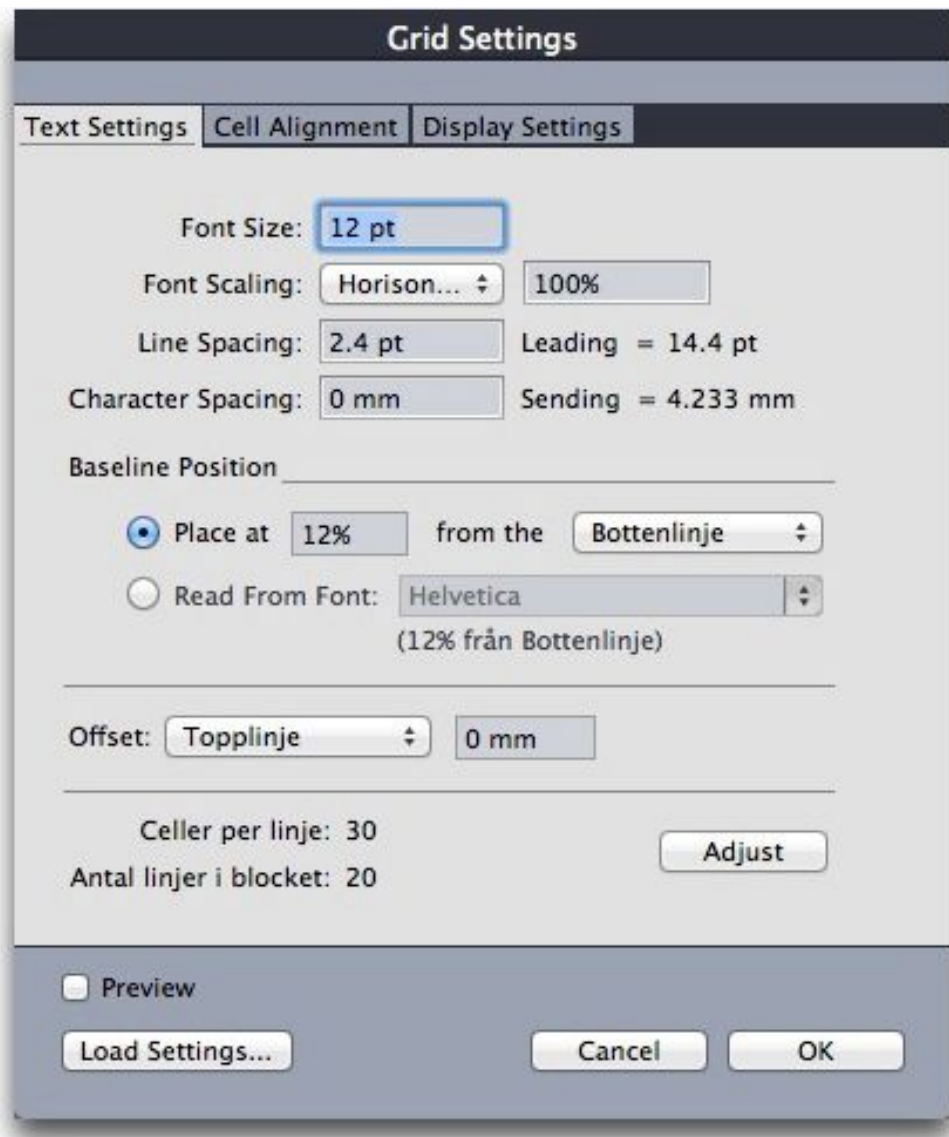 Grid Settings
Text Settings Cell Alignment Display Settings
Font Size: 12 pt
Font Scaling: Horison... 100%
Line Spacing: 2.4 pt Leading = 14.4 pt
Character Spacing: 0 mm Sending = 4.233 mm
Baseline Position
Place at 12% from the Bottenlinje
Read From Font: Helvetica
(12% från Bottenlinje)
Offset: Topplinje 0 mm
Celler per linje: 30
Adjust
Antal linjer i blocket: 20
Preview
Load Settings... Cancel OK